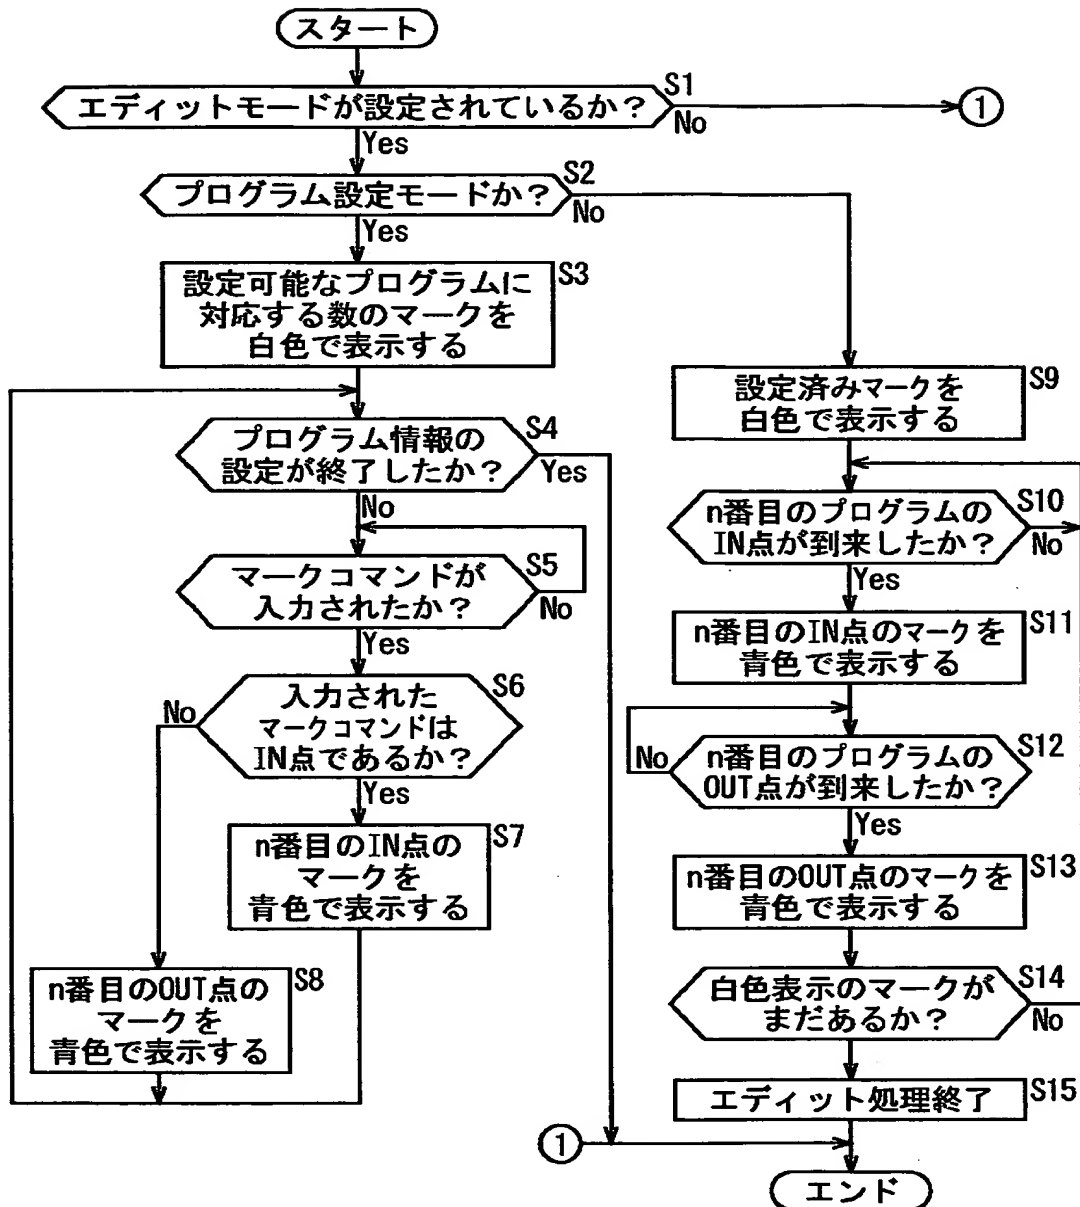 スタート
エディットモードが設定されているか？
S1
No
①
Yes
プログラム設定モードか？
S2
No
Yes
設定可能なプログラムに
対応する数のマークを
白色で表示する
S3
プログラム情報の
設定が終了したか？
S4
Yes
No
マークコマンドが
入力されたか？
S5
No
Yes
入力された
マークコマンドは
IN点であるか？
S6
No
Yes
n番目のIN点の
マークを
青色で表示する
S7
n番目のOUT点の
マークを
青色で表示する
S8
設定済みマークを
白色で表示する
S9
n番目のプログラムの
IN点が到来したか？
S10
No
Yes
n番目のIN点のマークを
青色で表示する
S11
n番目のプログラムの
OUT点が到来したか？
S12
No
Yes
n番目のOUT点のマークを
青色で表示する
S13
白色表示のマークが
まだあるか？
S14
No
エディット処理終了
S15
①
エンド